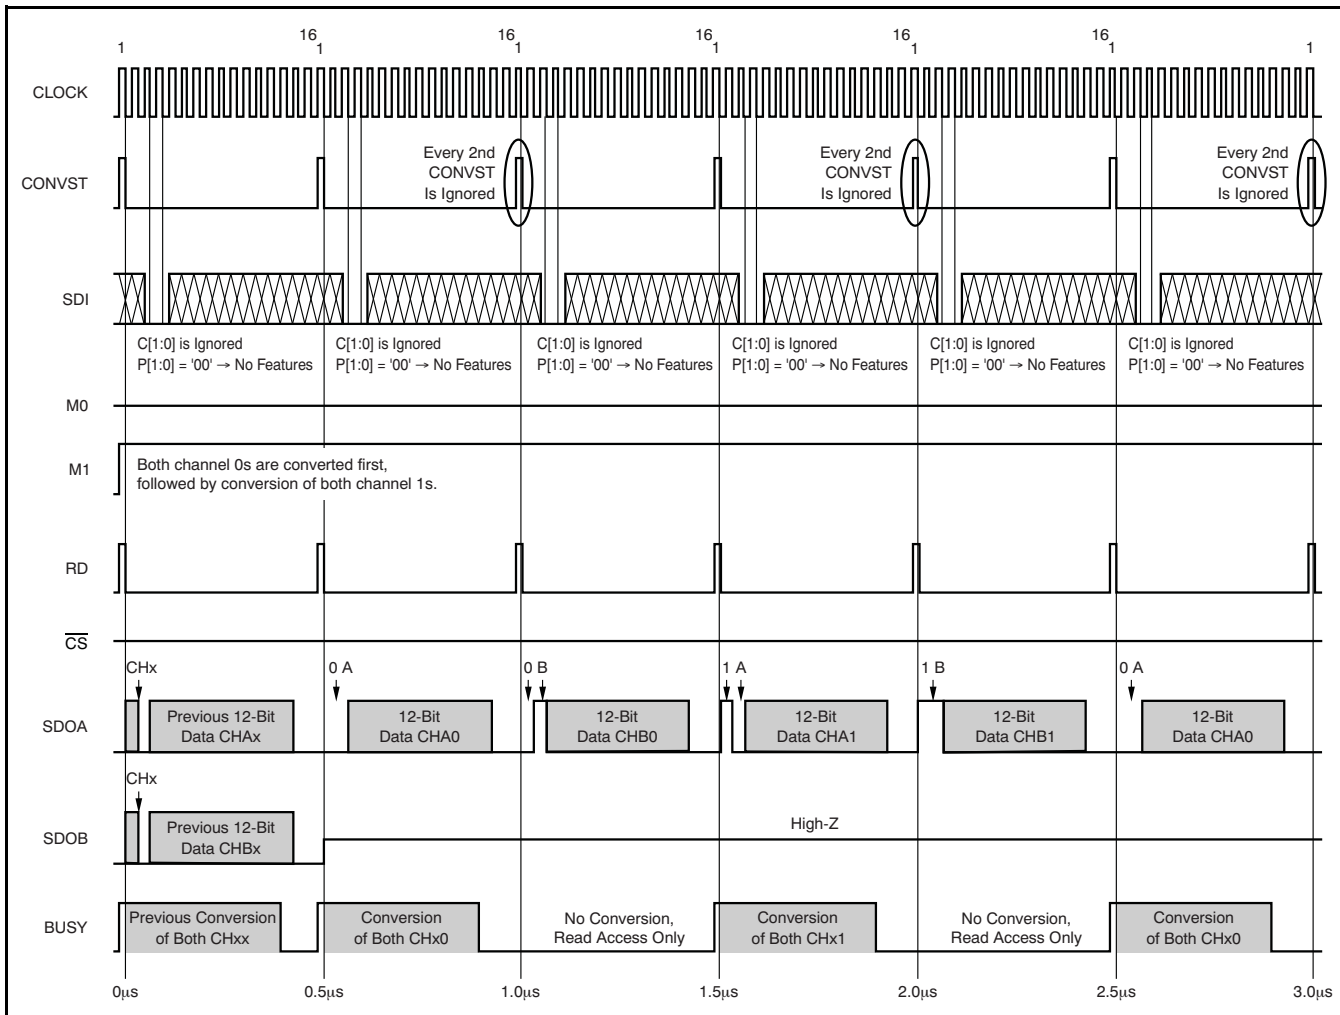 1 16 1 16 1 16 1 16 1 16 1 1
CLOCK
CONVST
Every 2nd
CONVST
Is Ignored
Every 2nd
CONVST
Is Ignored
Every 2nd
CONVST
Is Ignored
SDI
C[1:0] is Ignored
P[1:0] = '00' → No Features
C[1:0] is Ignored
P[1:0] = '00' → No Features
C[1:0] is Ignored
P[1:0] = '00' → No Features
C[1:0] is Ignored
P[1:0] = '00' → No Features
C[1:0] is Ignored
P[1:0] = '00' → No Features
C[1:0] is Ignored
P[1:0] = '00' → No Features
M0
M1
Both channel 0s are converted first,
followed by conversion of both channel 1s.
RD
CS
CHx
0 A
0 B
1 A
1 B
0 A
SDOA
Previous 12-Bit
Data CHAx
12-Bit
Data CHA0
12-Bit
Data CHB0
12-Bit
Data CHA1
12-Bit
Data CHB1
12-Bit
Data CHA0
CHx
SDOB
Previous 12-Bit
Data CHBx
High-Z
BUSY
Previous Conversion
of Both CHxx
Conversion
of Both CHx0
No Conversion,
Read Access Only
Conversion
of Both CHx1
No Conversion,
Read Access Only
Conversion
of Both CHx0
0µs
0.5µs
1.0µs
1.5µs
2.0µs
2.5µs
3.0µs